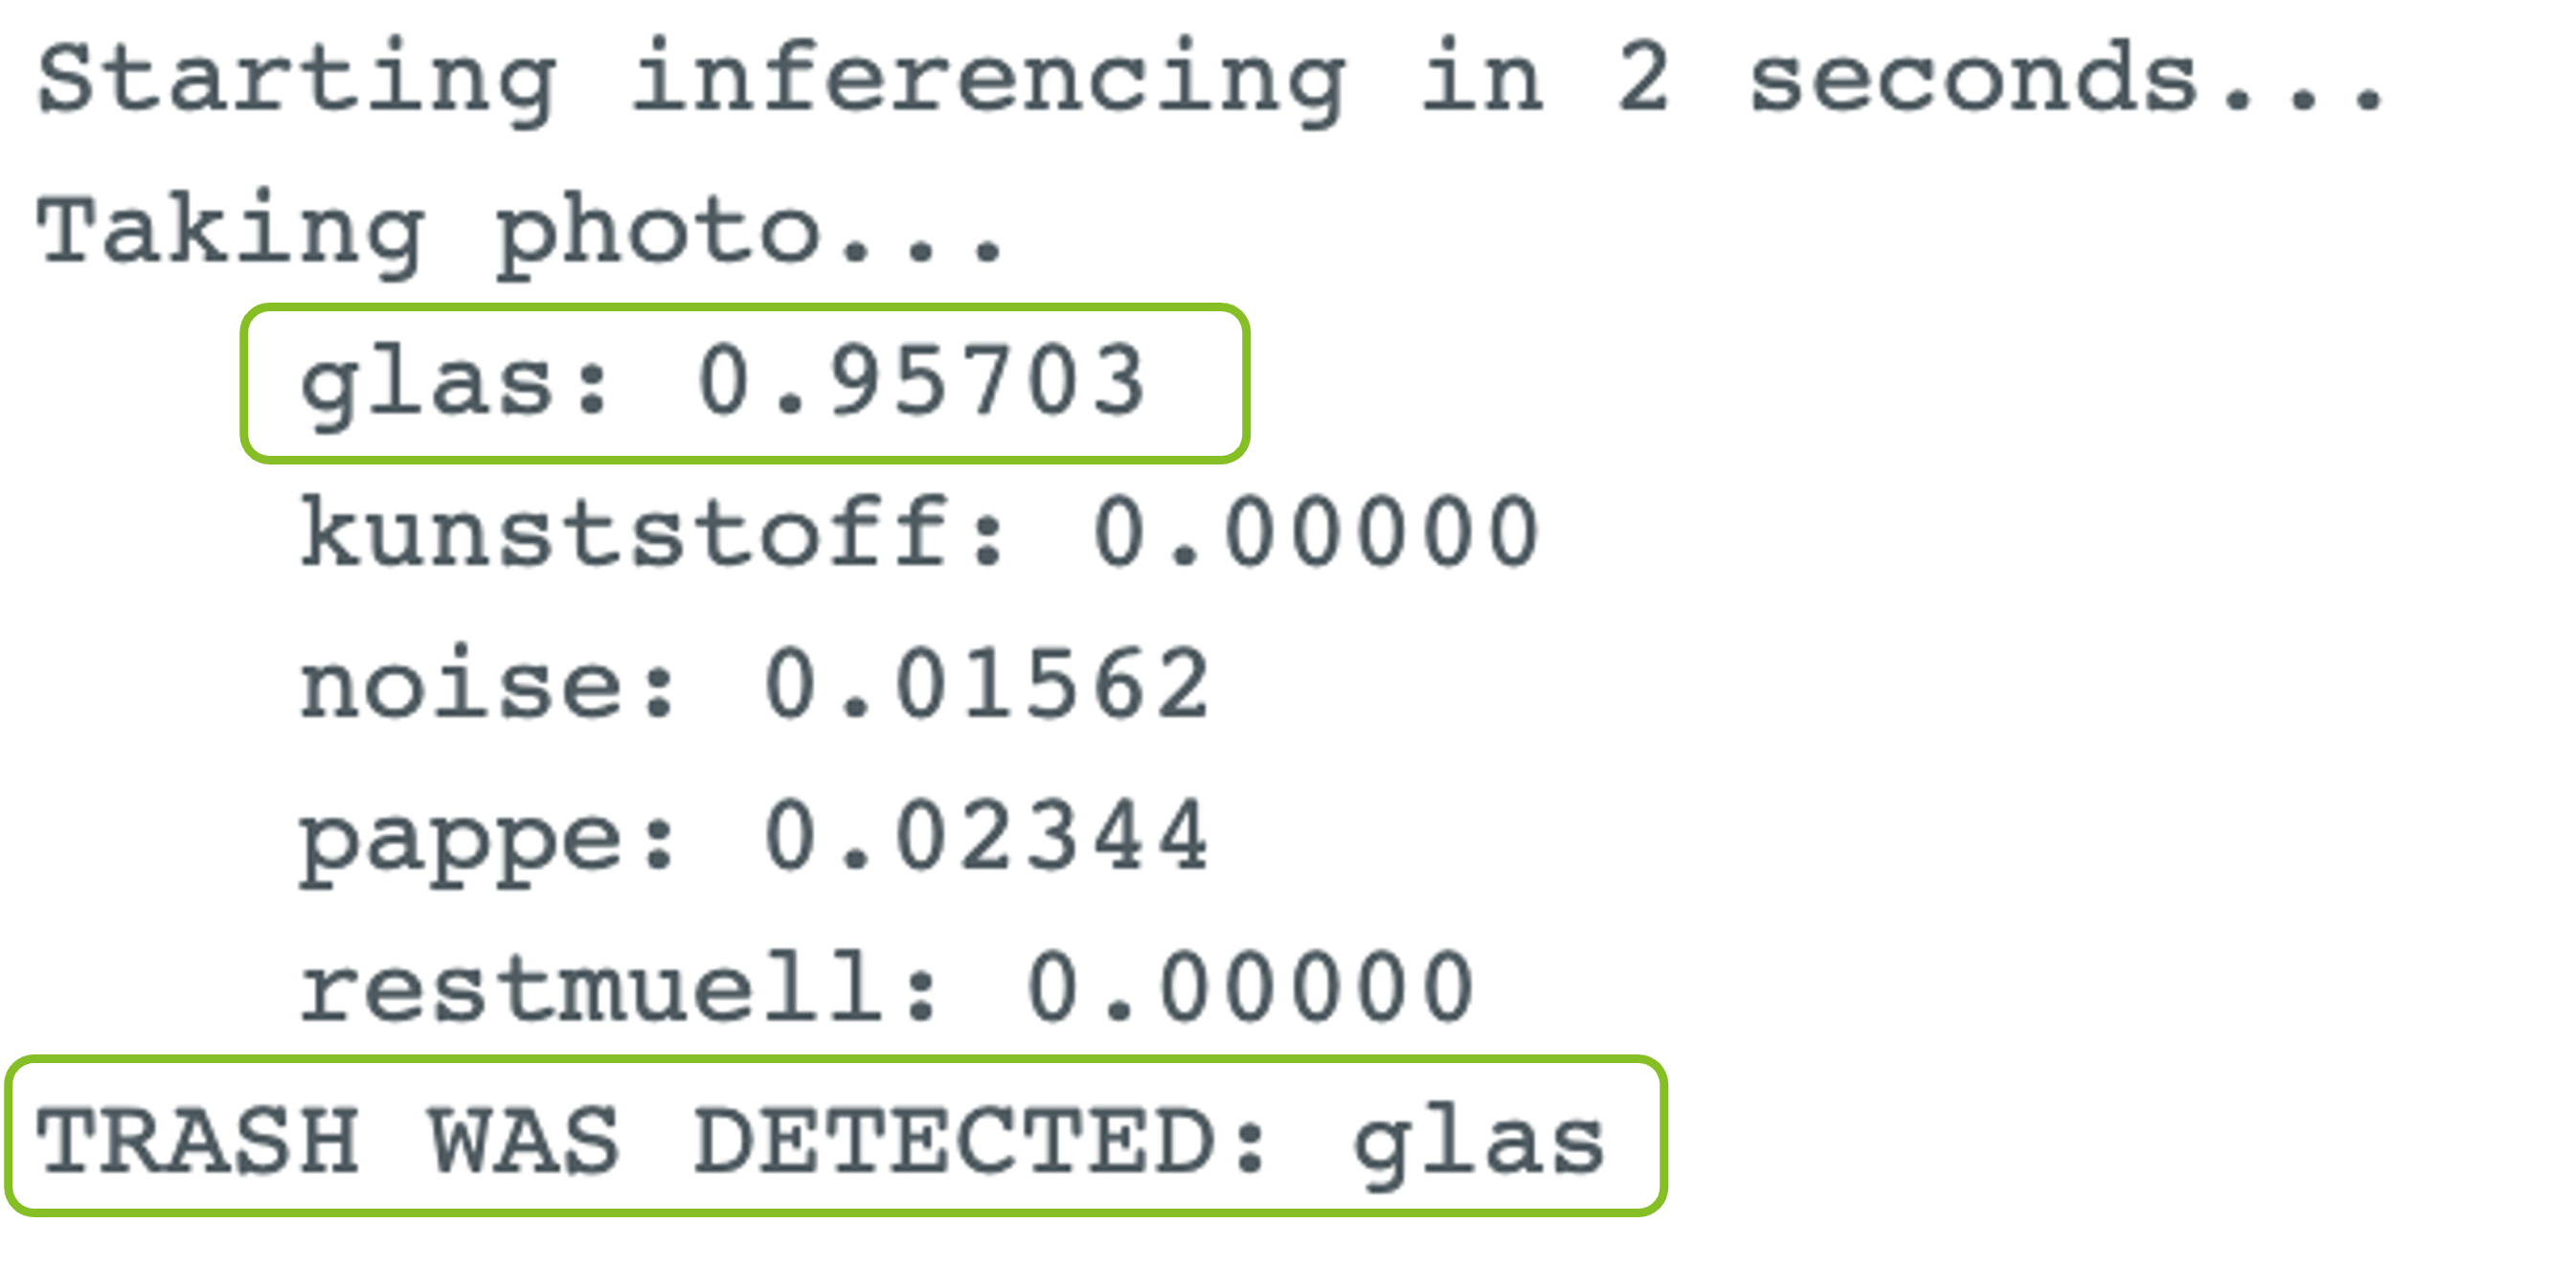 Starting inferencing in 2 seconds...
Taking photo...
glas: 0.95703
kunststoff: 0.00000
noise: 0.01562
pappe: 0.02344
restmuell: 0.00000
TRASH WAS DETECTED: glas